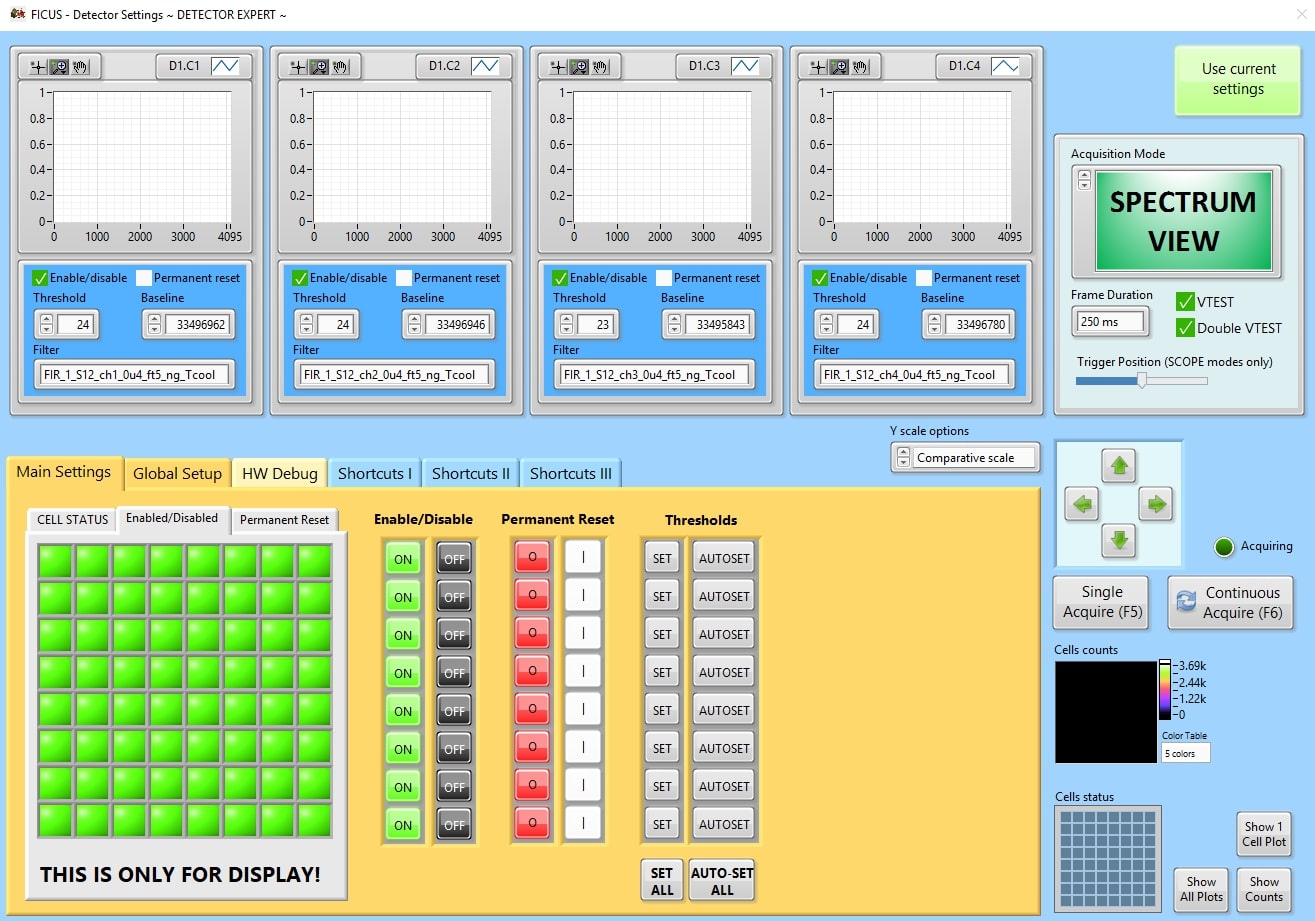 FICUS - Detector Settings ~ DETECTOR EXPERT ~
D1.C1
1
0.8
0.6
0.4
0.2
0
0 1000 2000 3000 4095
Enable/disable Permanent reset
Threshold Baseline
24 33496962
Filter
FIR_1_S12_ch1_0u4_ft5_ng_Tcool
D1.C2
1
0.8
0.6
0.4
0.2
0
0 1000 2000 3000 4095
Enable/disable Permanent reset
Threshold Baseline
24 33496946
Filter
FIR_1_S12_ch2_0u4_ft5_ng_Tcool
D1.C3
1
0.8
0.6
0.4
0.2
0
0 1000 2000 3000 4095
Enable/disable Permanent reset
Threshold Baseline
23 33495843
Filter
FIR_1_S12_ch3_0u4_ft5_ng_Tcool
D1.C4
1
0.8
0.6
0.4
0.2
0
0 1000 2000 3000 4095
Enable/disable Permanent reset
Threshold Baseline
24 33496780
Filter
FIR_1_S12_ch4_0u4_ft5_ng_Tcool
Use current
settings
Acquisition Mode
SPECTRUM
VIEW
Frame Duration
250 ms
VTEST
Double VTEST
Trigger Position (SCOPE modes only)
Y scale options
Comparative scale
Main Settings Global Setup HW Debug Shortcuts I Shortcuts II Shortcuts III
CELL STATUS Enabled/Disabled Permanent Reset
THIS IS ONLY FOR DISPLAY!
Enable/Disable Permanent Reset Thresholds
ON OFF O I SET AUTOSET
ON OFF O I SET AUTOSET
ON OFF O I SET AUTOSET
ON OFF O I SET AUTOSET
ON OFF O I SET AUTOSET
ON OFF O I SET AUTOSET
ON OFF O I SET AUTOSET
ON OFF O I SET AUTOSET
SET
ALL
AUTO-SET
ALL
Acquiring
Single
Acquire (F5)
Continuous
Acquire (F6)
Cells counts
3.69k
2.44k
1.22k
0
Color Table
5 colors
Cells status
Show 1
Cell Plot
Show
All Plots
Show
Counts